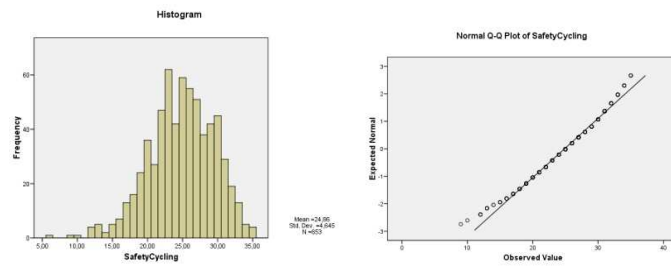 Histogram
Frequency
60
40
20
0
5,00 10,00 15,00 20,00 25,00 30,00 35,00
SafetyCycling
Mean =24,86
Std. Dev. =4,645
N =653
Normal Q-Q Plot of SafetyCycling
Expected Normal
3
2
1
0
-1
-2
-3
0 10 20 30 40
Observed Value